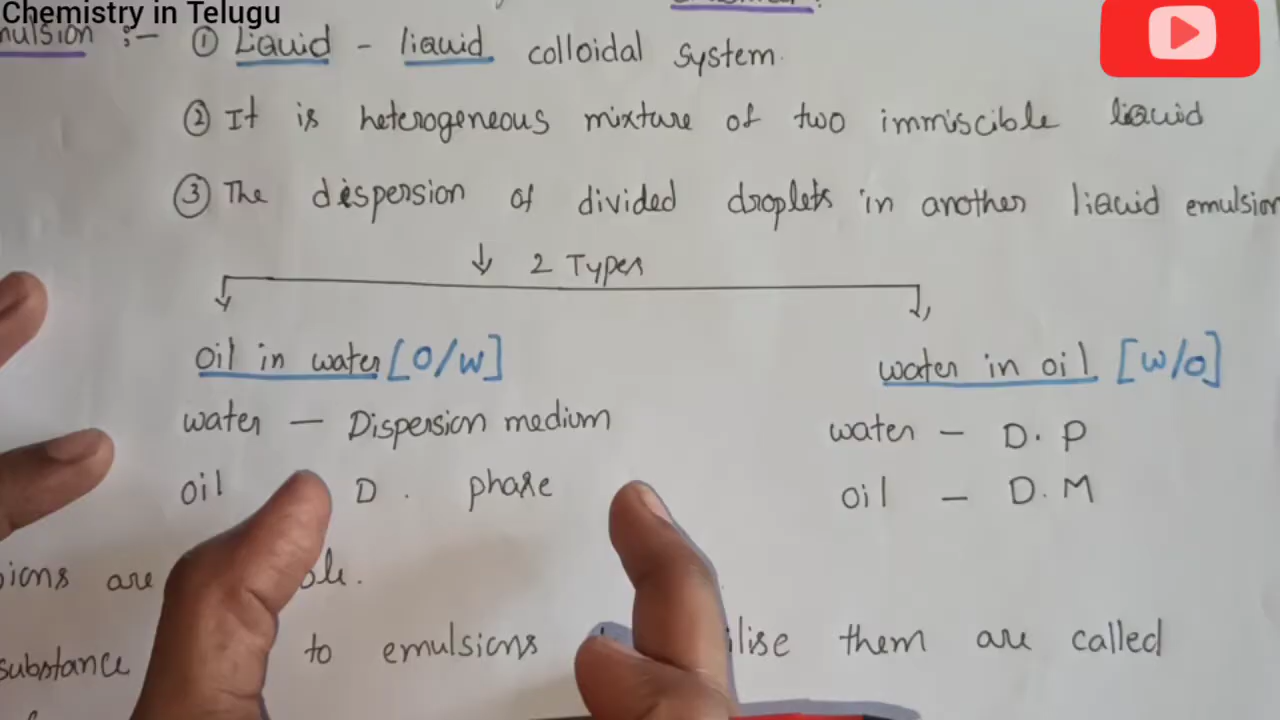 Chemistry in Telugu
mulsion :- ① Liquid - liquid colloidal system.
② It is heterogeneous mixture of two immiscible liquid
③ The dispersion of divided droplets in another liquid emulsion
↓ 2 Types
oil in water [O/W]
water in oil [W/O]
water — Dispersion medium
water — D. P
oil D. phase
oil — D. M
are
substance to emulsions them are called